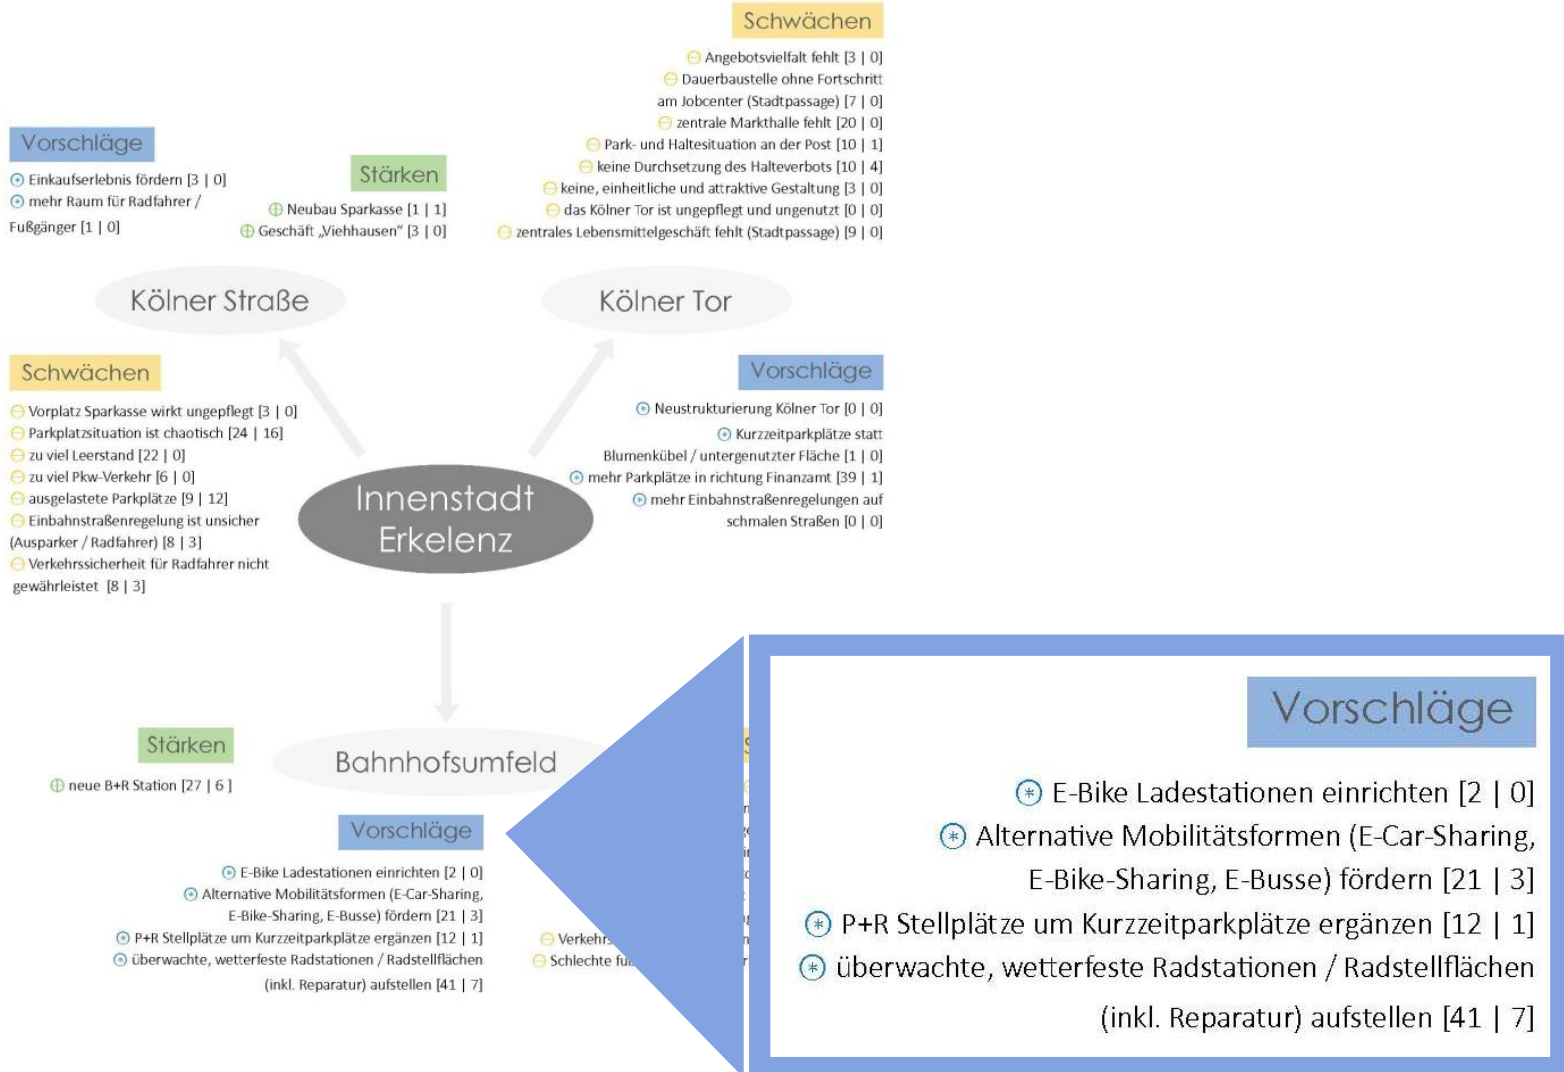 Schwächen
Angebotsvielfalt fehlt [3 | 0]
Dauerbaustelle ohne Fortschritt
am Jobcenter (Stadtpassage) [7 | 0]
zentrale Markthalle fehlt [20 | 0]
Park- und Haltesituation an der Post [10 | 1]
keine Durchsetzung des Halteverbots [10 | 4]
keine, einheitliche und attraktive Gestaltung [3 | 0]
das Kölner Tor ist ungepflegt und ungenutzt [0 | 0]
zentrales Lebensmittelgeschäft fehlt (Stadtpassage) [9 | 0]
Vorschläge
Einkaufserlebnis fördern [3 | 0]
mehr Raum für Radfahrer /
Fußgänger [1 | 0]
Stärken
Neubau Sparkasse [1 | 1]
Geschäft „Viehhausen“ [3 | 0]
Kölner Straße
Kölner Tor
Schwächen
Vorplatz Sparkasse wirkt ungepflegt [3 | 0]
Parkplatzsituation ist chaotisch [24 | 16]
zu viel Leerstand [22 | 0]
zu viel Pkw-Verkehr [6 | 0]
ausgelastete Parkplätze [9 | 12]
Einbahnstraßenregelung ist unsicher
(Ausparker / Radfahrer) [8 | 3]
Verkehrssicherheit für Radfahrer nicht
gewährleistet [8 | 3]
Vorschläge
Neustrukturierung Kölner Tor [0 | 0]
Kurzzeitparkplätze statt
Blumenkübel / untergenutzter Fläche [1 | 0]
mehr Parkplätze in richtung Finanzamt [39 | 1]
mehr Einbahnstraßenregelungen auf
schmalen Straßen [0 | 0]
Innenstadt
Erkelenz
Stärken
neue B+R Station [27 | 6 ]
Bahnhofsumfeld
Vorschläge
E-Bike Ladestationen einrichten [2 | 0]
Alternative Mobilitätsformen (E-Car-Sharing,
E-Bike-Sharing, E-Busse) fördern [21 | 3]
P+R Stellplätze um Kurzzeitparkplätze ergänzen [12 | 1]
überwachte, wetterfeste Radstationen / Radstellflächen
(inkl. Reparatur) aufstellen [41 | 7]
Schlechte
Vorschläge
E-Bike Ladestationen einrichten [2 | 0]
Alternative Mobilitätsformen (E-Car-Sharing,
E-Bike-Sharing, E-Busse) fördern [21 | 3]
P+R Stellplätze um Kurzzeitparkplätze ergänzen [12 | 1]
überwachte, wetterfeste Radstationen / Radstellflächen
(inkl. Reparatur) aufstellen [41 | 7]